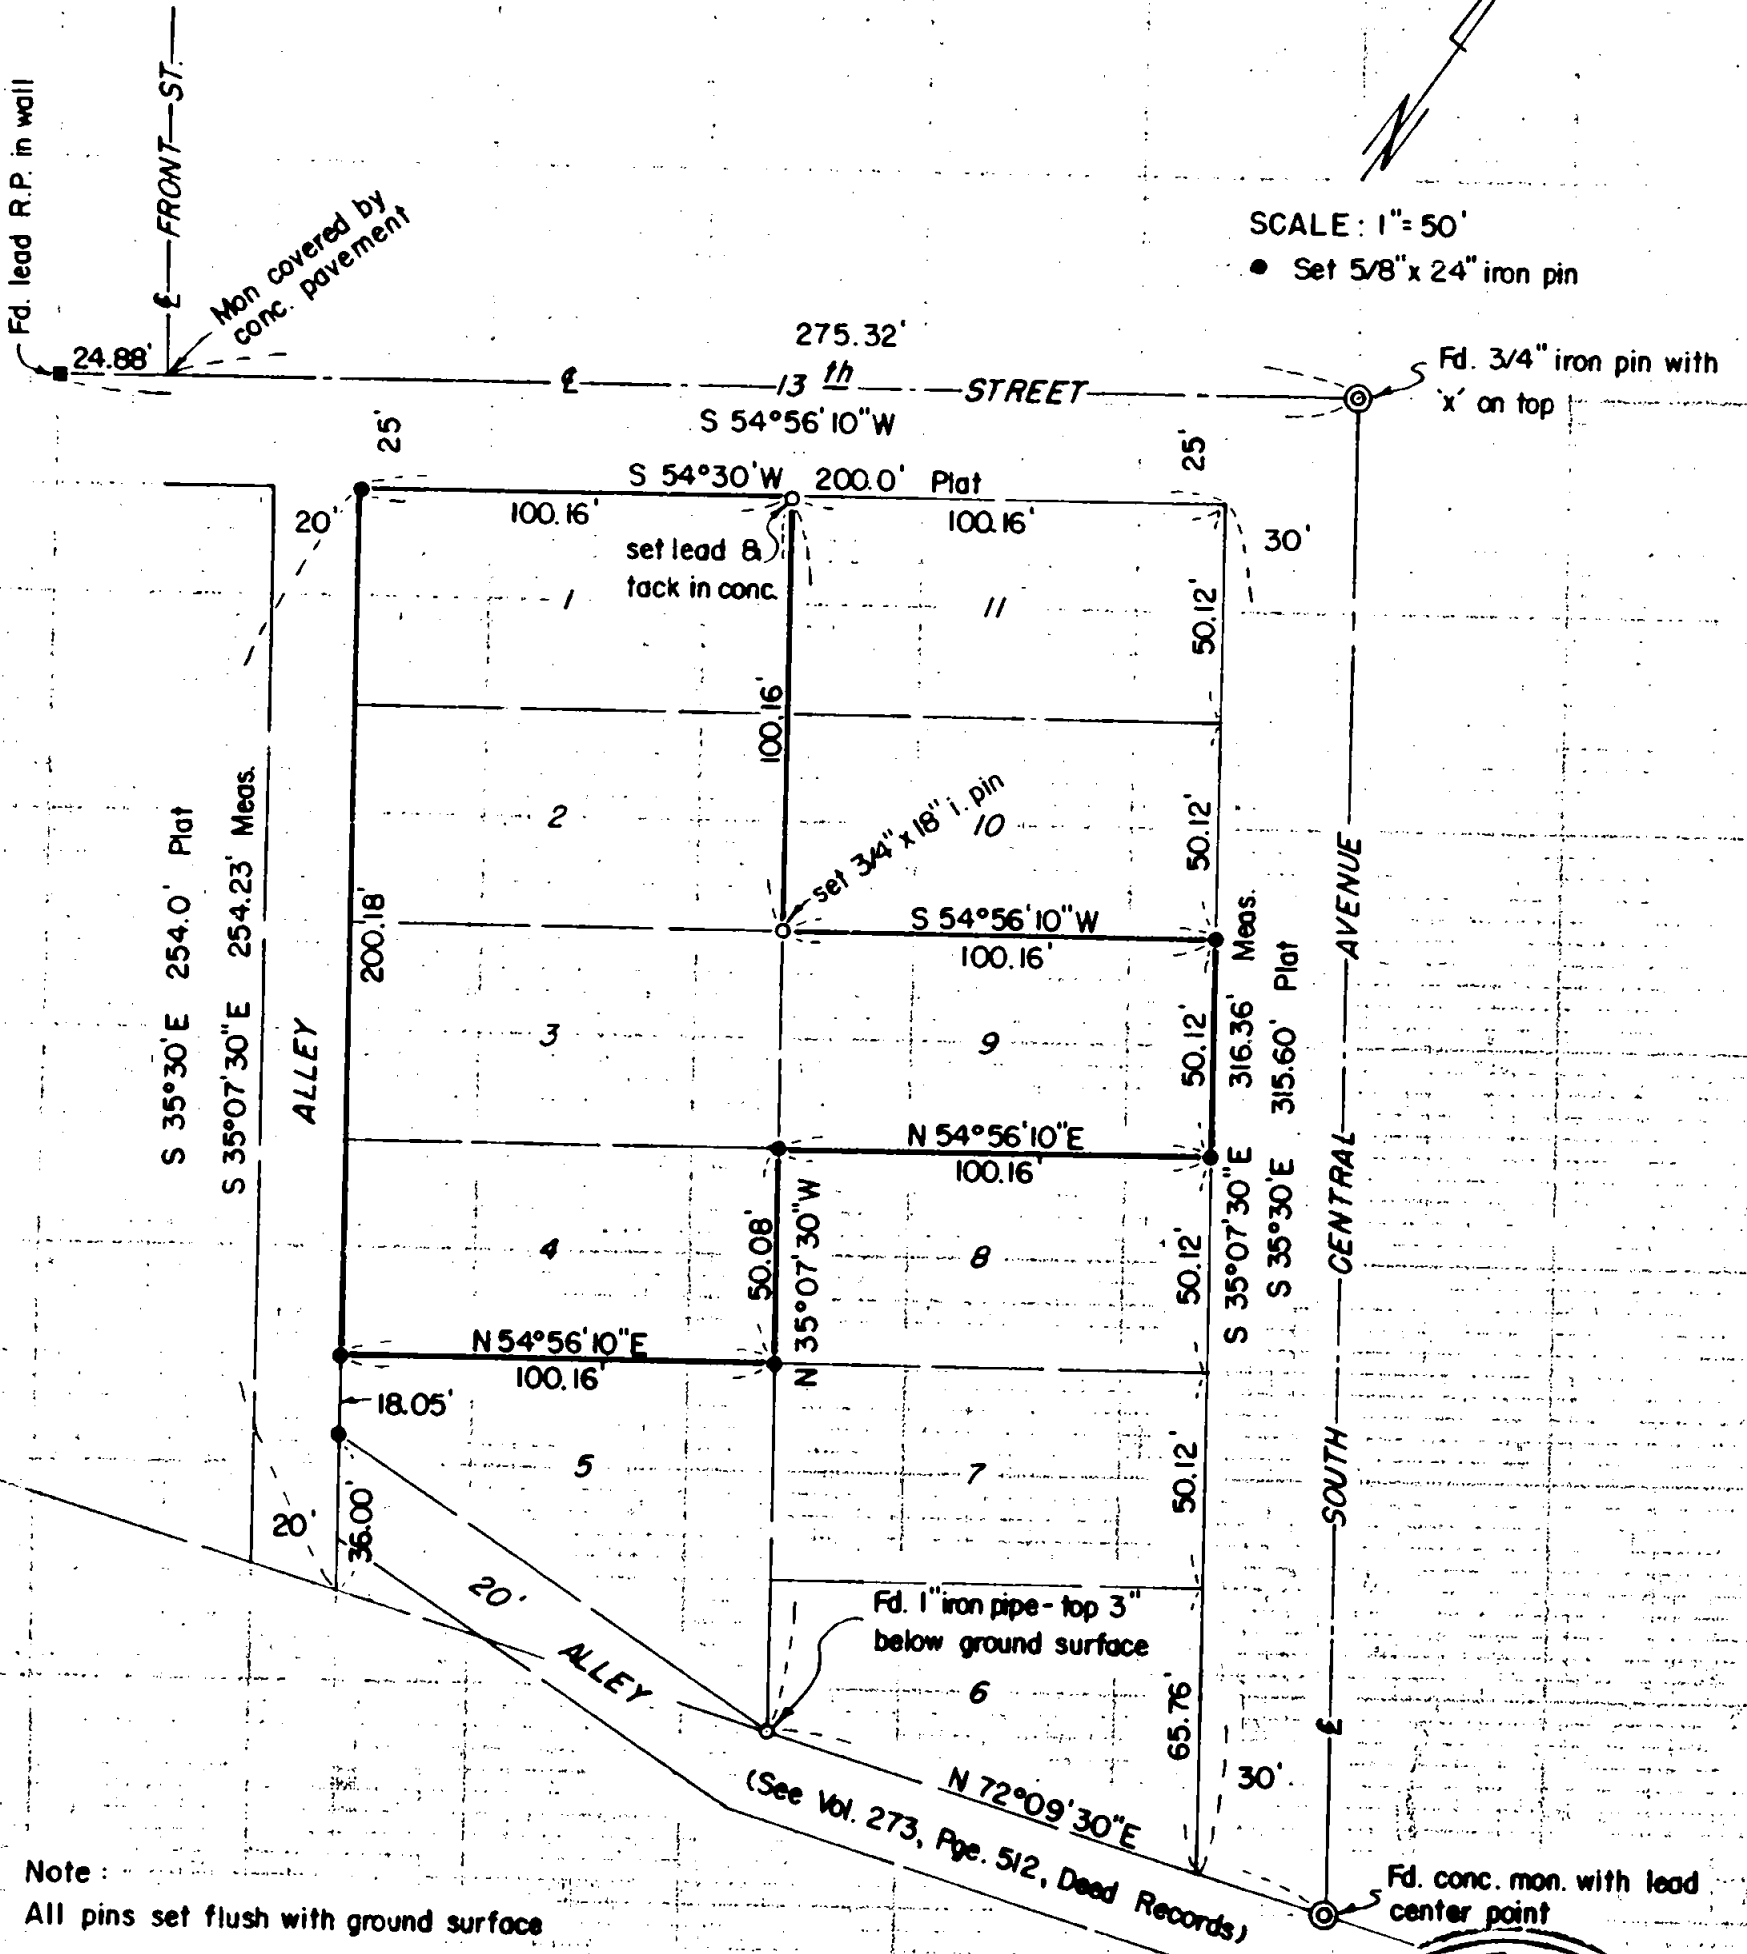 Fd. lead R.P. in wall
℄ FRONT ST.
Mon covered by
conc. pavement
N
SCALE: 1"=50'
● Set 5/8"x 24" iron pin
24.88'
275.32'
℄ 13 th STREET
S 54°56'10"W
Fd. 3/4" iron pin with
'x' on top
25'
25'
S 54°30'W 200.0' Plat
20'
100.16'
100.16'
30'
set lead &
tack in conc.
1
11
50.12'
100.16'
2
10
50.12'
set 3/4"x 18" i. pin
S 35°30'E 254.0' Plat
S 35°07'30"E 254.23' Meas.
ALLEY
200.18'
S 54°56'10"W
100.16'
3
9
50.12'
S 35°07'30"E 316.36' Meas.
S 35°30'E 315.60' Plat
℄ SOUTH CENTRAL AVENUE
N 54°56'10"E
100.16'
4
50.08'
N 35°07'30"W
8
50.12'
N 54°56'10"E
100.16'
18.05'
5
7
50.12'
20'
36.00'
20'
ALLEY
Fd. 1" iron pipe - top 3"
below ground surface
6
65.76'
30'
N 72°09'30"E
(See Vol. 273, Pge. 512, Deed Records)
Note:
All pins set flush with ground surface
Fd. conc. mon. with lead
center point